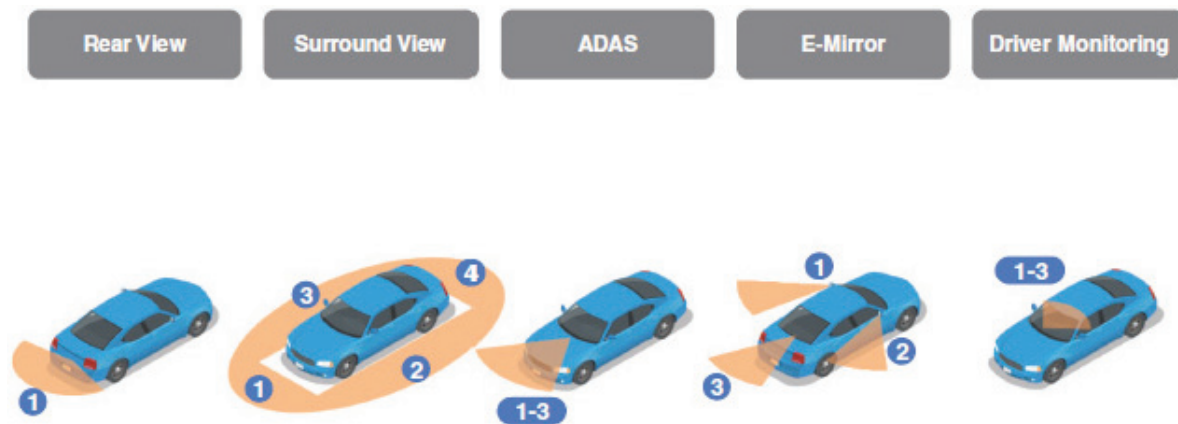 Rear View
Surround View
ADAS
E-Mirror
Driver Monitoring
1
1
2
3
4
1-3
1
2
3
1-3